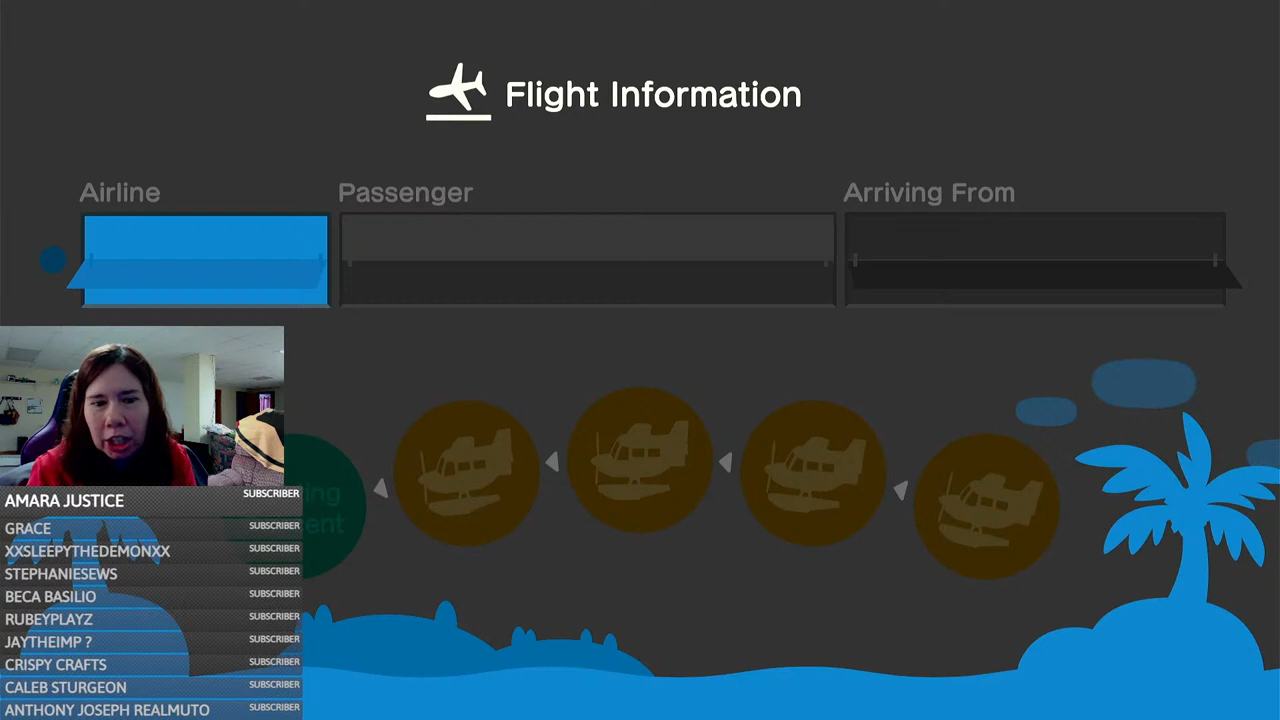 Flight Information
Airline
Passenger
Arriving From
AMARA JUSTICE SUBSCRIBER
GRACE SUBSCRIBER
XXSLEEPYTHEDEMONXX SUBSCRIBER
STEPHANIESEWS SUBSCRIBER
BECA BASILIO SUBSCRIBER
RUBEYPLAYZ SUBSCRIBER
JAYTHEIMP ? SUBSCRIBER
CRISPY CRAFTS SUBSCRIBER
CALEB STURGEON SUBSCRIBER
ANTHONY JOSEPH REALMUTO SUBSCRIBER